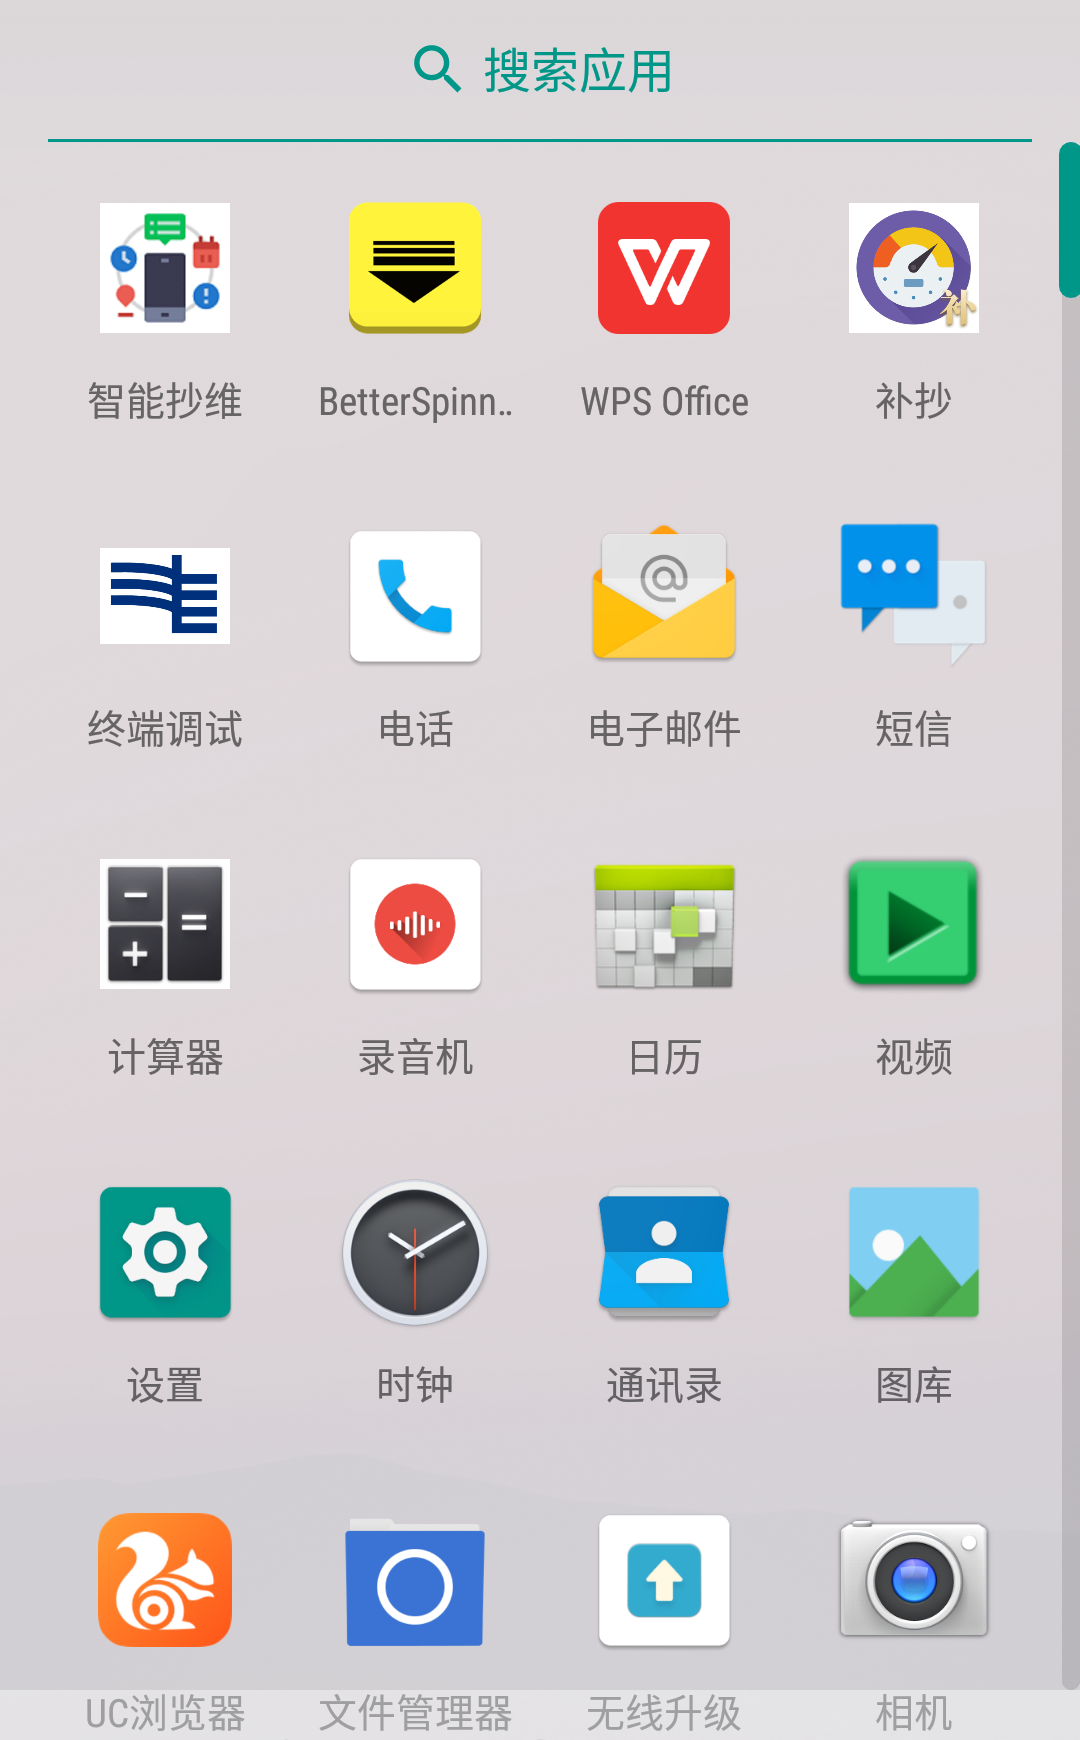 搜索应用
智能抄维
BetterSpinn…
WPS Office
补
补抄
终端调试
电话
电子邮件
短信
计算器
录音机
日历
视频
设置
时钟
通讯录
图库
UC浏览器
文件管理器
无线升级
相机